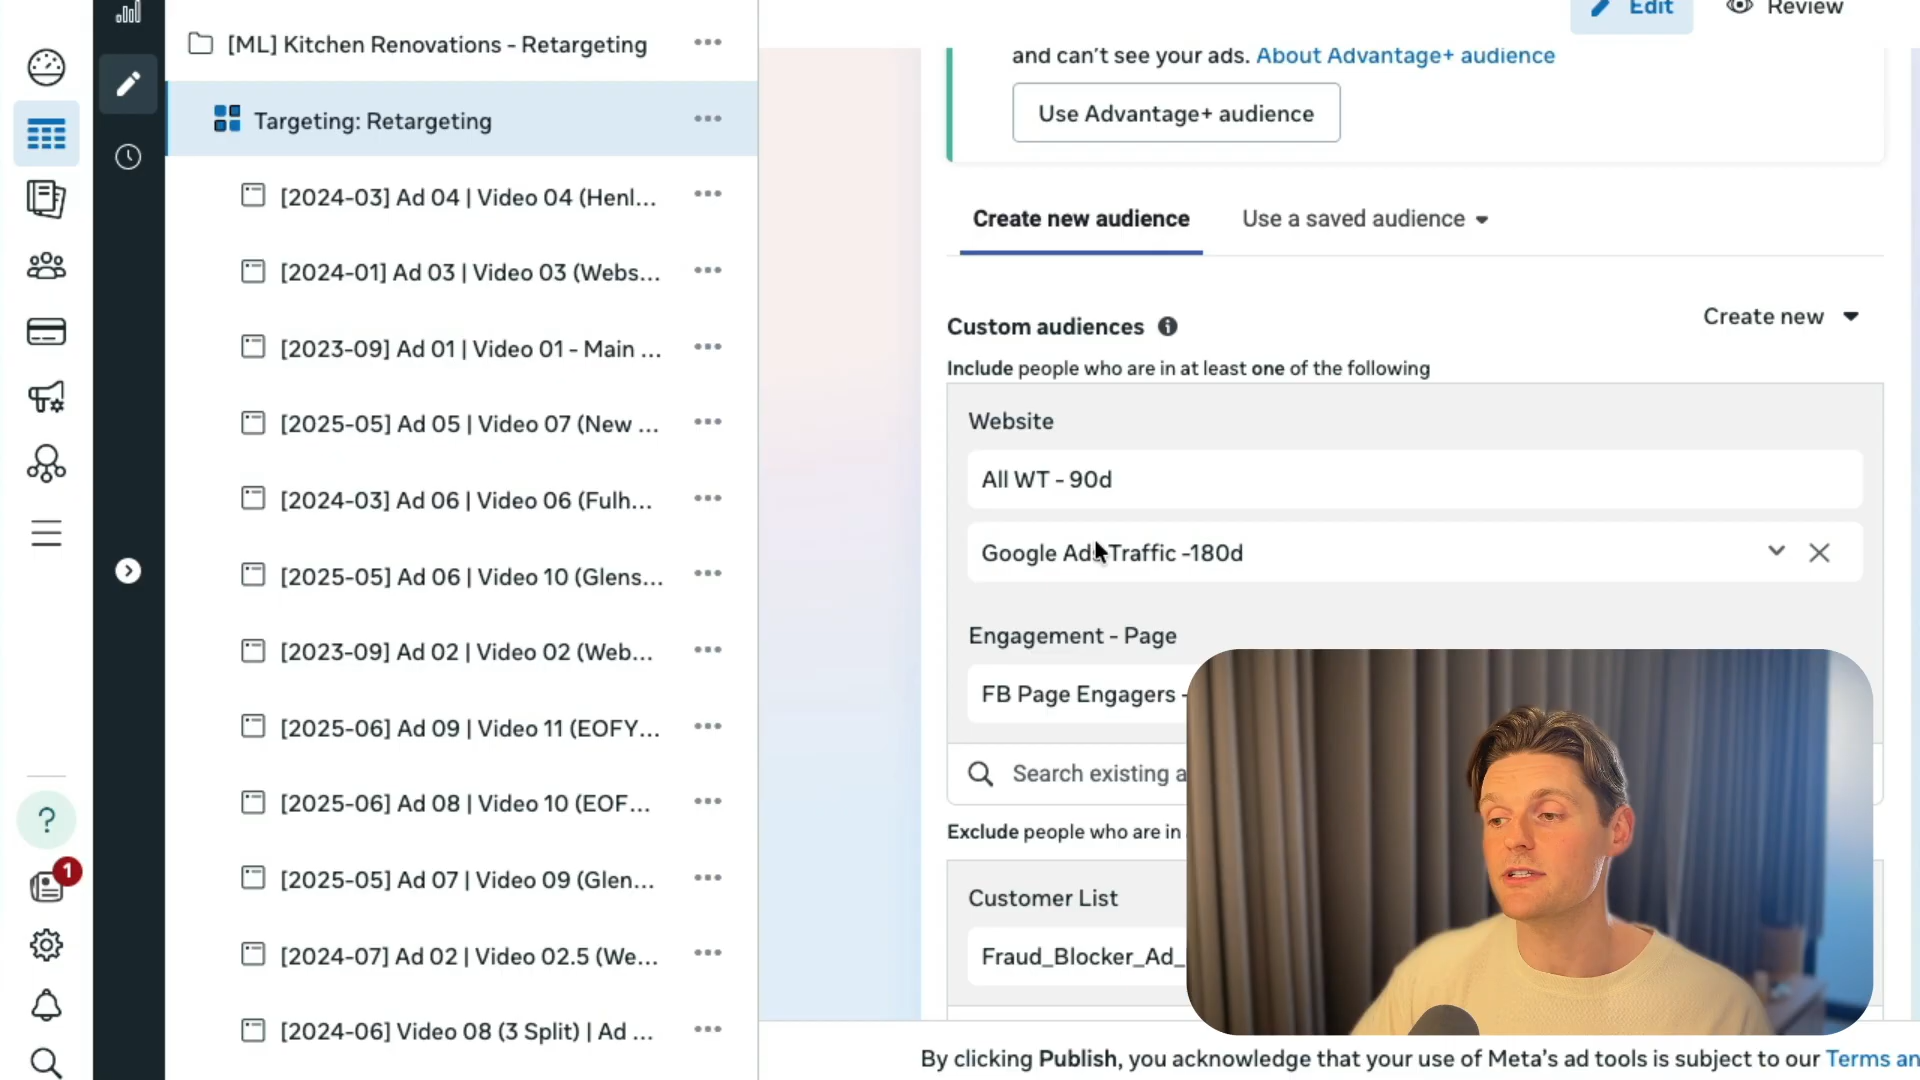 Edit
Review
[ML] Kitchen Renovations - Retargeting
Targeting: Retargeting
[2024-03] Ad 04 | Video 04 (Henl...
[2024-01] Ad 03 | Video 03 (Webs...
[2023-09] Ad 01 | Video 01 - Main ...
[2025-05] Ad 05 | Video 07 (New ...
[2024-03] Ad 06 | Video 06 (Fulh...
[2025-05] Ad 06 | Video 10 (Glens...
[2023-09] Ad 02 | Video 02 (Web...
[2025-06] Ad 09 | Video 11 (EOFY...
[2025-06] Ad 08 | Video 10 (EOF...
[2025-05] Ad 07 | Video 09 (Glen...
[2024-07] Ad 02 | Video 02.5 (We...
[2024-06] Video 08 (3 Split) | Ad ...
1
and can't see your ads. About Advantage+ audience
Use Advantage+ audience
Create new audience
Use a saved audience
Custom audiences
Create new
Include people who are in at least one of the following
Website
All WT - 90d
Google Ads Traffic -180d
Engagement - Page
FB Page Engagers -
Search existing a
Exclude people who are in
Customer List
Fraud_Blocker_Ad_
By clicking Publish, you acknowledge that your use of Meta's ad tools is subject to our Terms an